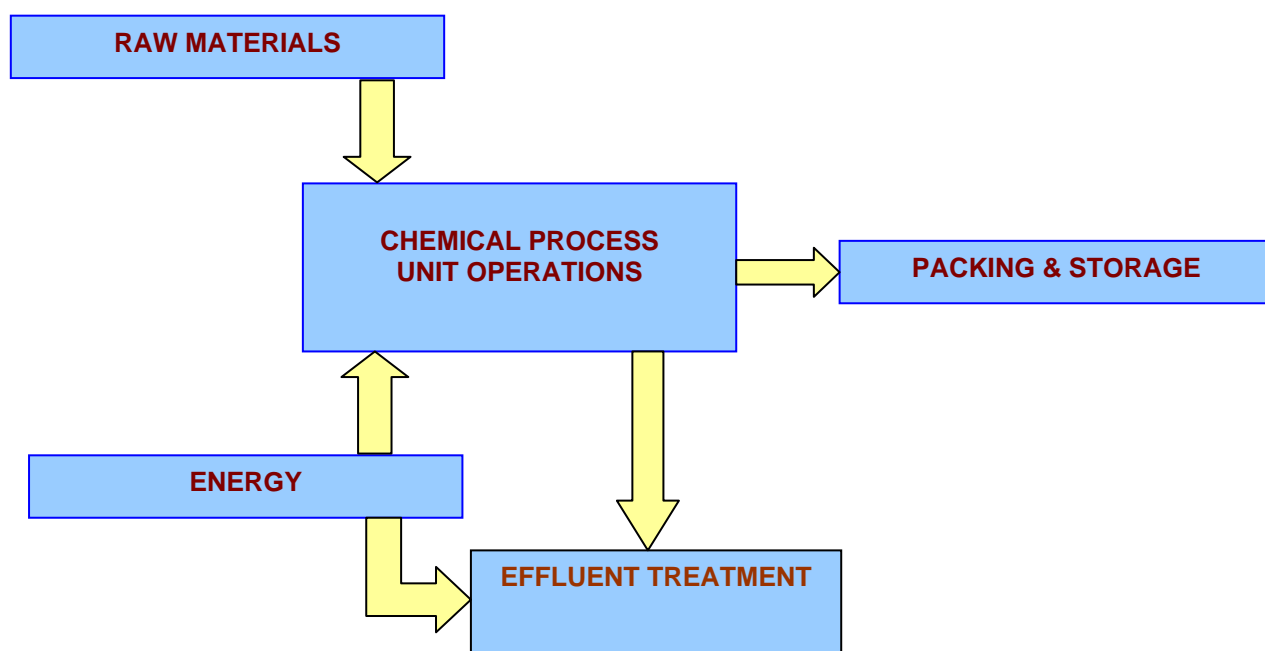 RAW MATERIALS
CHEMICAL PROCESS
UNIT OPERATIONS
PACKING & STORAGE
ENERGY
EFFLUENT TREATMENT